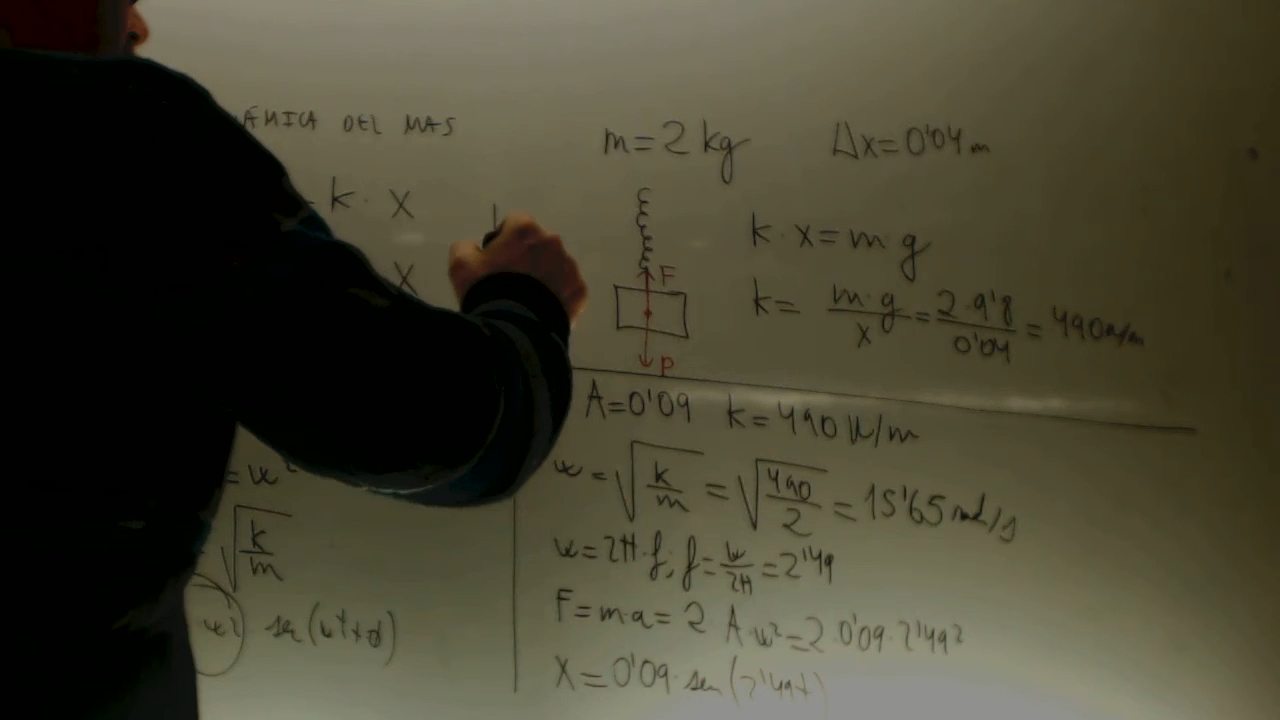 ÁMICA DEL MAS
- k · x
x
= w²
√k/m
w²) sen(wt+φ)
m = 2 kg Δx = 0'04 m
F
P
k · x = m g
k = m·g/x = 2·9'8/0'04 = 490 N/m
A = 0'09 k = 490 N/m
w = √k/m = √490/2 = 15'65 rad/s
w = 2π·f; f = w/2π = 2'49
F = m·a = 2 A w² = 2 0'09·2'49²
X = 0'09·sen(2'49t)